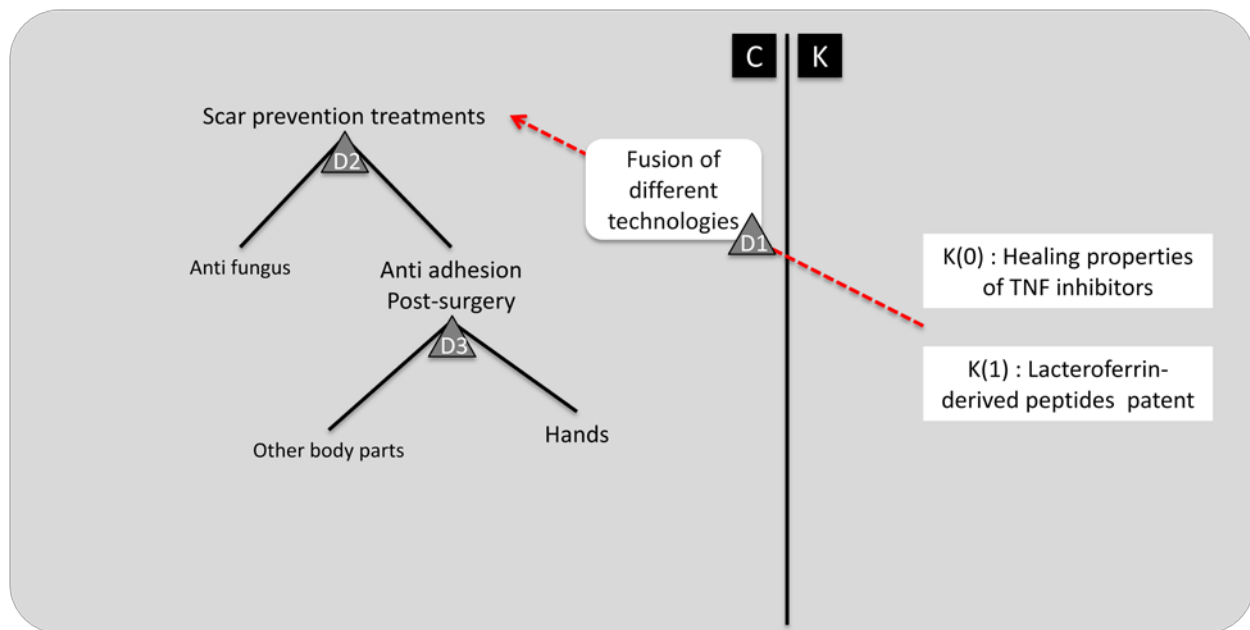 C
K
Scar prevention treatments
D2
Fusion of
different
technologies
D1
Anti fungus
Anti adhesion
Post-surgery
D3
Other body parts
Hands
K(0) : Healing properties
of TNF inhibitors
K(1) : Lacteroferrin-
derived peptides patent